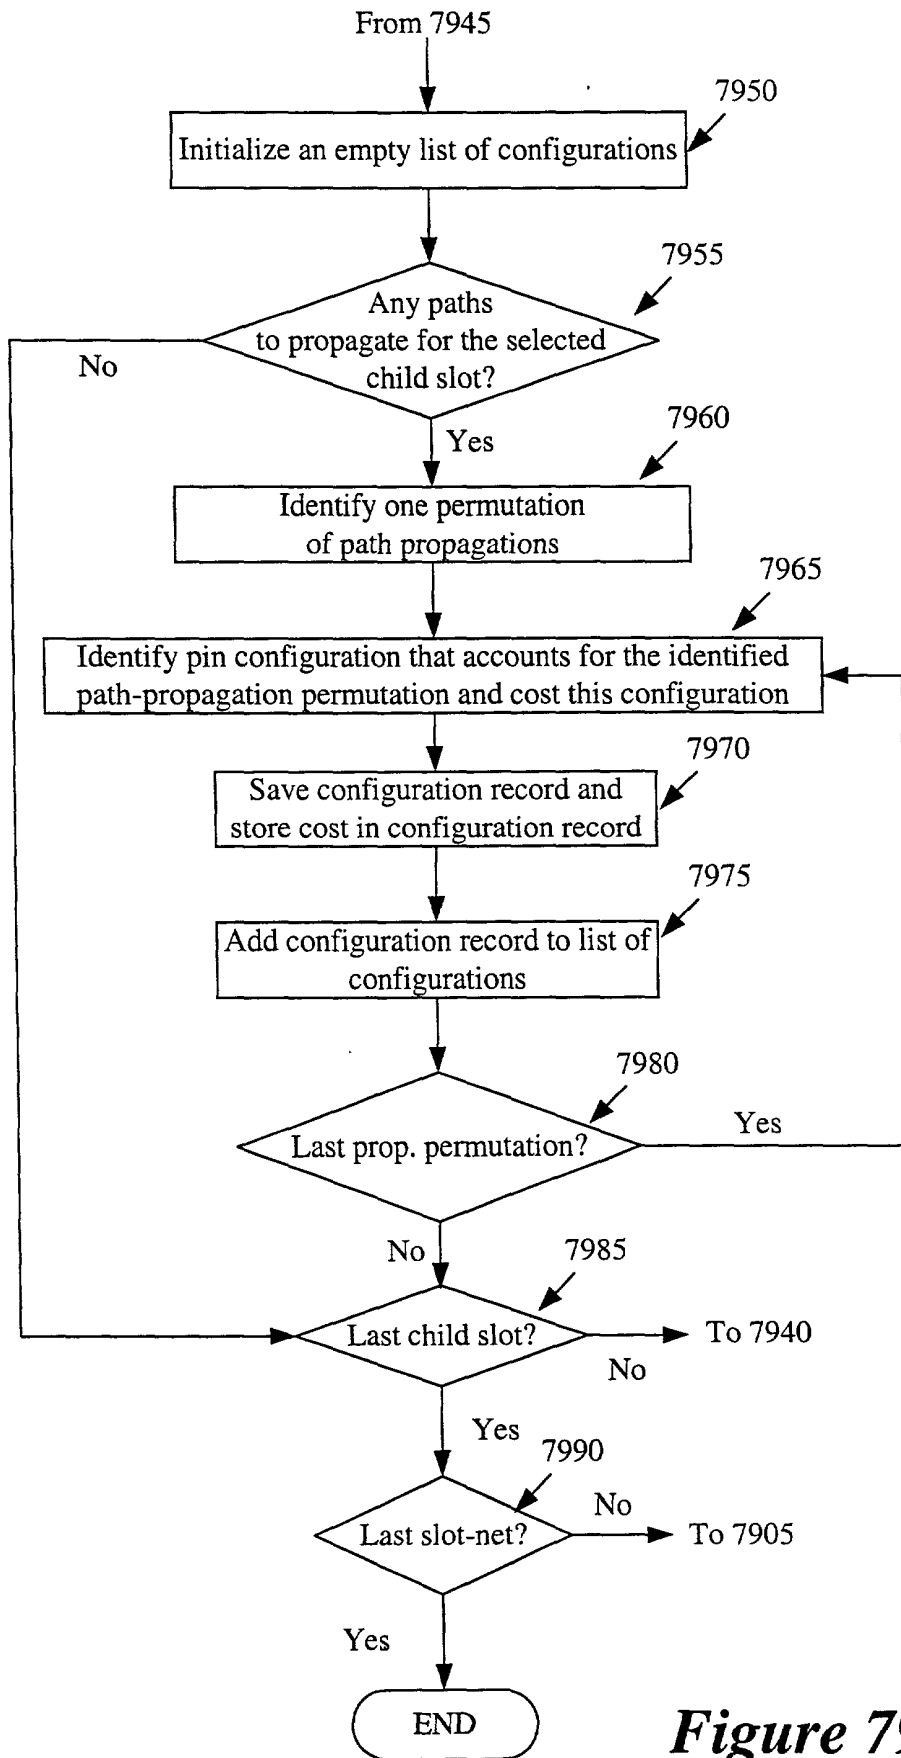 From 7945
7950
Initialize an empty list of configurations
7955
Any paths
to propagate for the selected
child slot?
No
Yes
7960
Identify one permutation
of path propagations
7965
Identify pin configuration that accounts for the identified
path-propagation permutation and cost this configuration
7970
Save configuration record and
store cost in configuration record
7975
Add configuration record to list of
configurations
7980
Last prop. permutation?
Yes
No
7985
Last child slot?
To 7940
No
Yes
7990
Last slot-net?
No
To 7905
Yes
END
Figure 79